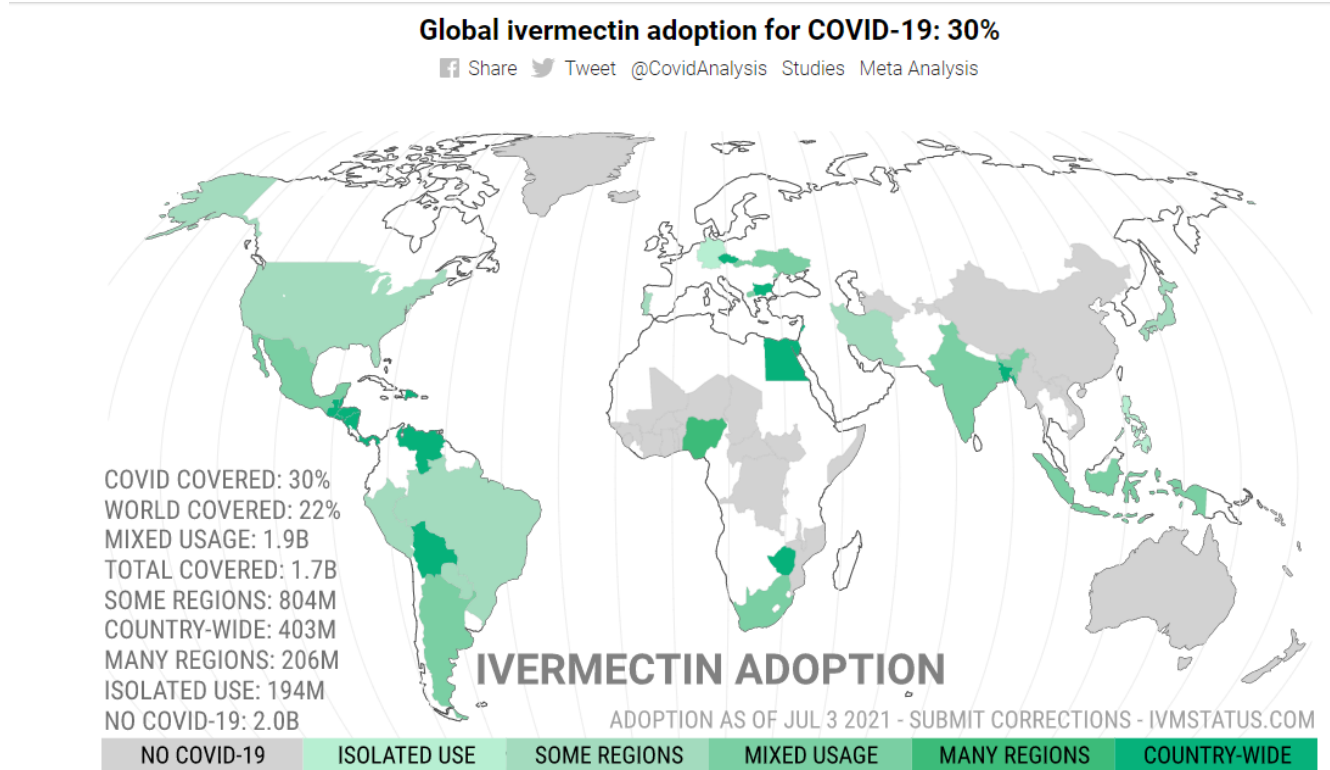 Global ivermectin adoption for COVID-19: 30%
Share Tweet @CovidAnalysis Studies Meta Analysis
COVID COVERED: 30%
WORLD COVERED: 22%
MIXED USAGE: 1.9B
TOTAL COVERED: 1.7B
SOME REGIONS: 804M
COUNTRY-WIDE: 403M
MANY REGIONS: 206M
ISOLATED USE: 194M
NO COVID-19: 2.0B
IVERMECTIN ADOPTION
ADOPTION AS OF JUL 3 2021 - SUBMIT CORRECTIONS - IVMSTATUS.COM
NO COVID-19 ISOLATED USE SOME REGIONS MIXED USAGE MANY REGIONS COUNTRY-WIDE